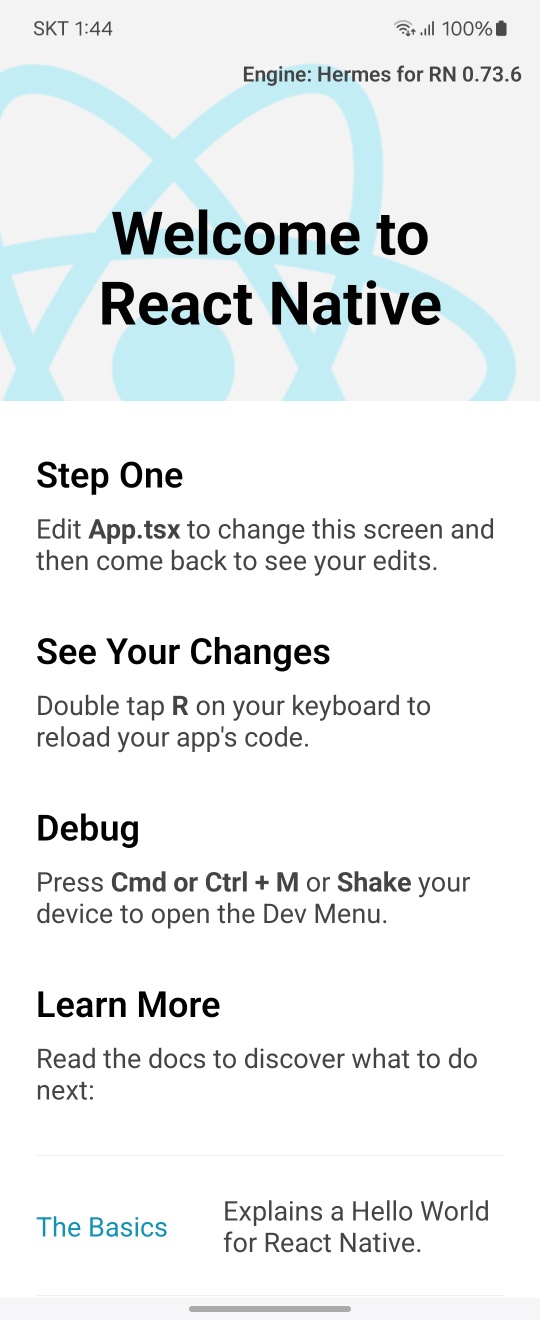 SKT 1:44
100%
Engine: Hermes for RN 0.73.6
Welcome to
React Native
Step One
Edit App.tsx to change this screen and
then come back to see your edits.
See Your Changes
Double tap R on your keyboard to
reload your app's code.
Debug
Press Cmd or Ctrl + M or Shake your
device to open the Dev Menu.
Learn More
Read the docs to discover what to do
next:
The Basics
Explains a Hello World
for React Native.